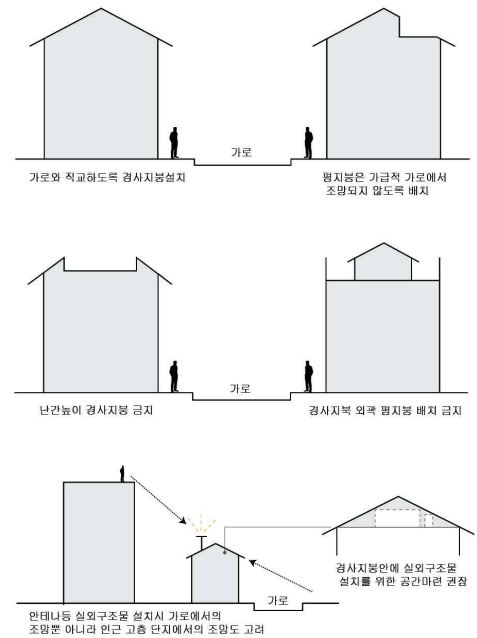 가로
가로와 직교하도록 경사지붕설치
평지붕은 가급적 가로에서
조망되지 않도록 배치
가로
난간높이 경사지붕 금지
경사지북 외곽 평지붕 배치 금지
경사지붕안에 실외구조물
설치를 위한 공간마련 권장
가로
안테나등 실외구조물 설치시 가로에서의
조망뿐 아니라 인근 고층 단지에서의 조망도 고려